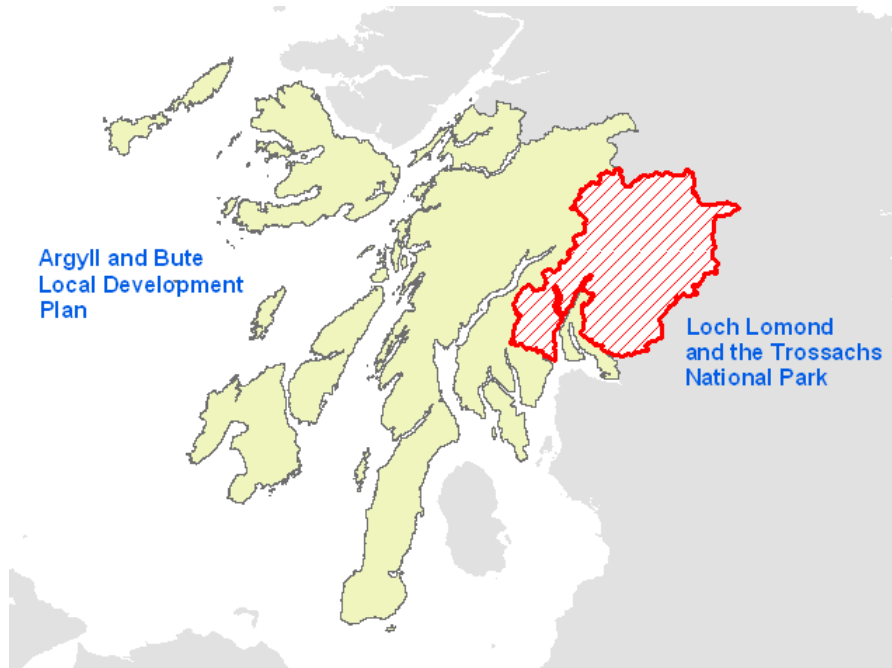 Argyll and Bute
Local Development
Plan
Loch Lomond
and the Trossachs
National Park